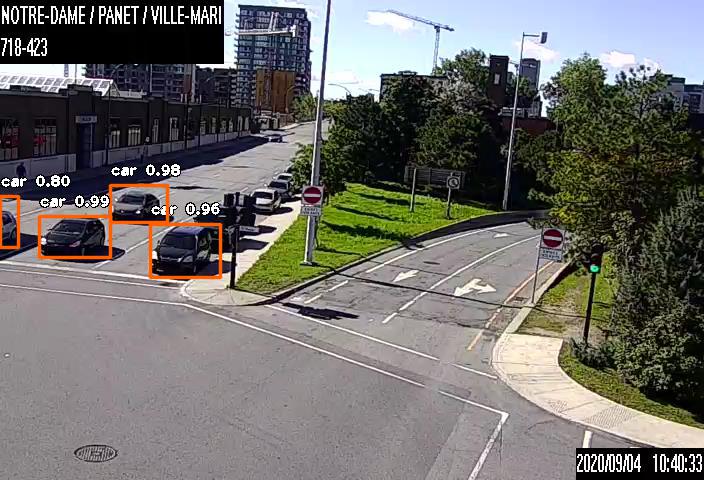 NOTRE-DAME / PANET / VILLE-MARI
718-423
car 0.98
car 0.80
car 0.99
car 0.96
2020/09/04 10:40:33